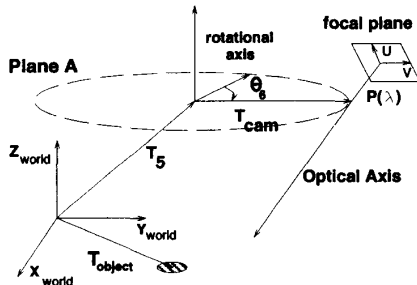 focal plane
rotational
axis
U
V
Plane A
θ6
P(λ)
Tcam
Zworld
T5
Optical Axis
Yworld
Tobject
Xworld